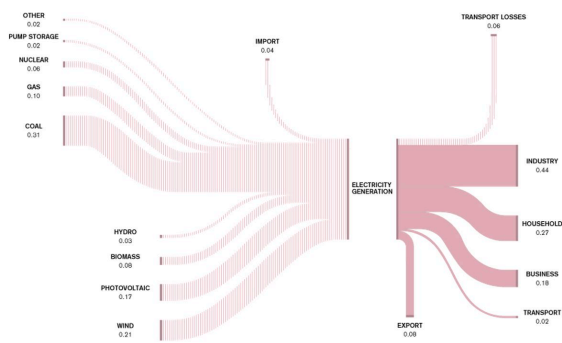 OTHER
0.02
PUMP STORAGE
0.02
NUCLEAR
0.06
GAS
0.10
COAL
0.31
IMPORT
0.04
TRANSPORT LOSSES
0.06
ELECTRICITY
GENERATION
INDUSTRY
0.44
HOUSEHOLD
0.27
BUSINESS
0.18
TRANSPORT
0.02
EXPORT
0.08
HYDRO
0.03
BIOMASS
0.08
PHOTOVOLTAIC
0.17
WIND
0.21